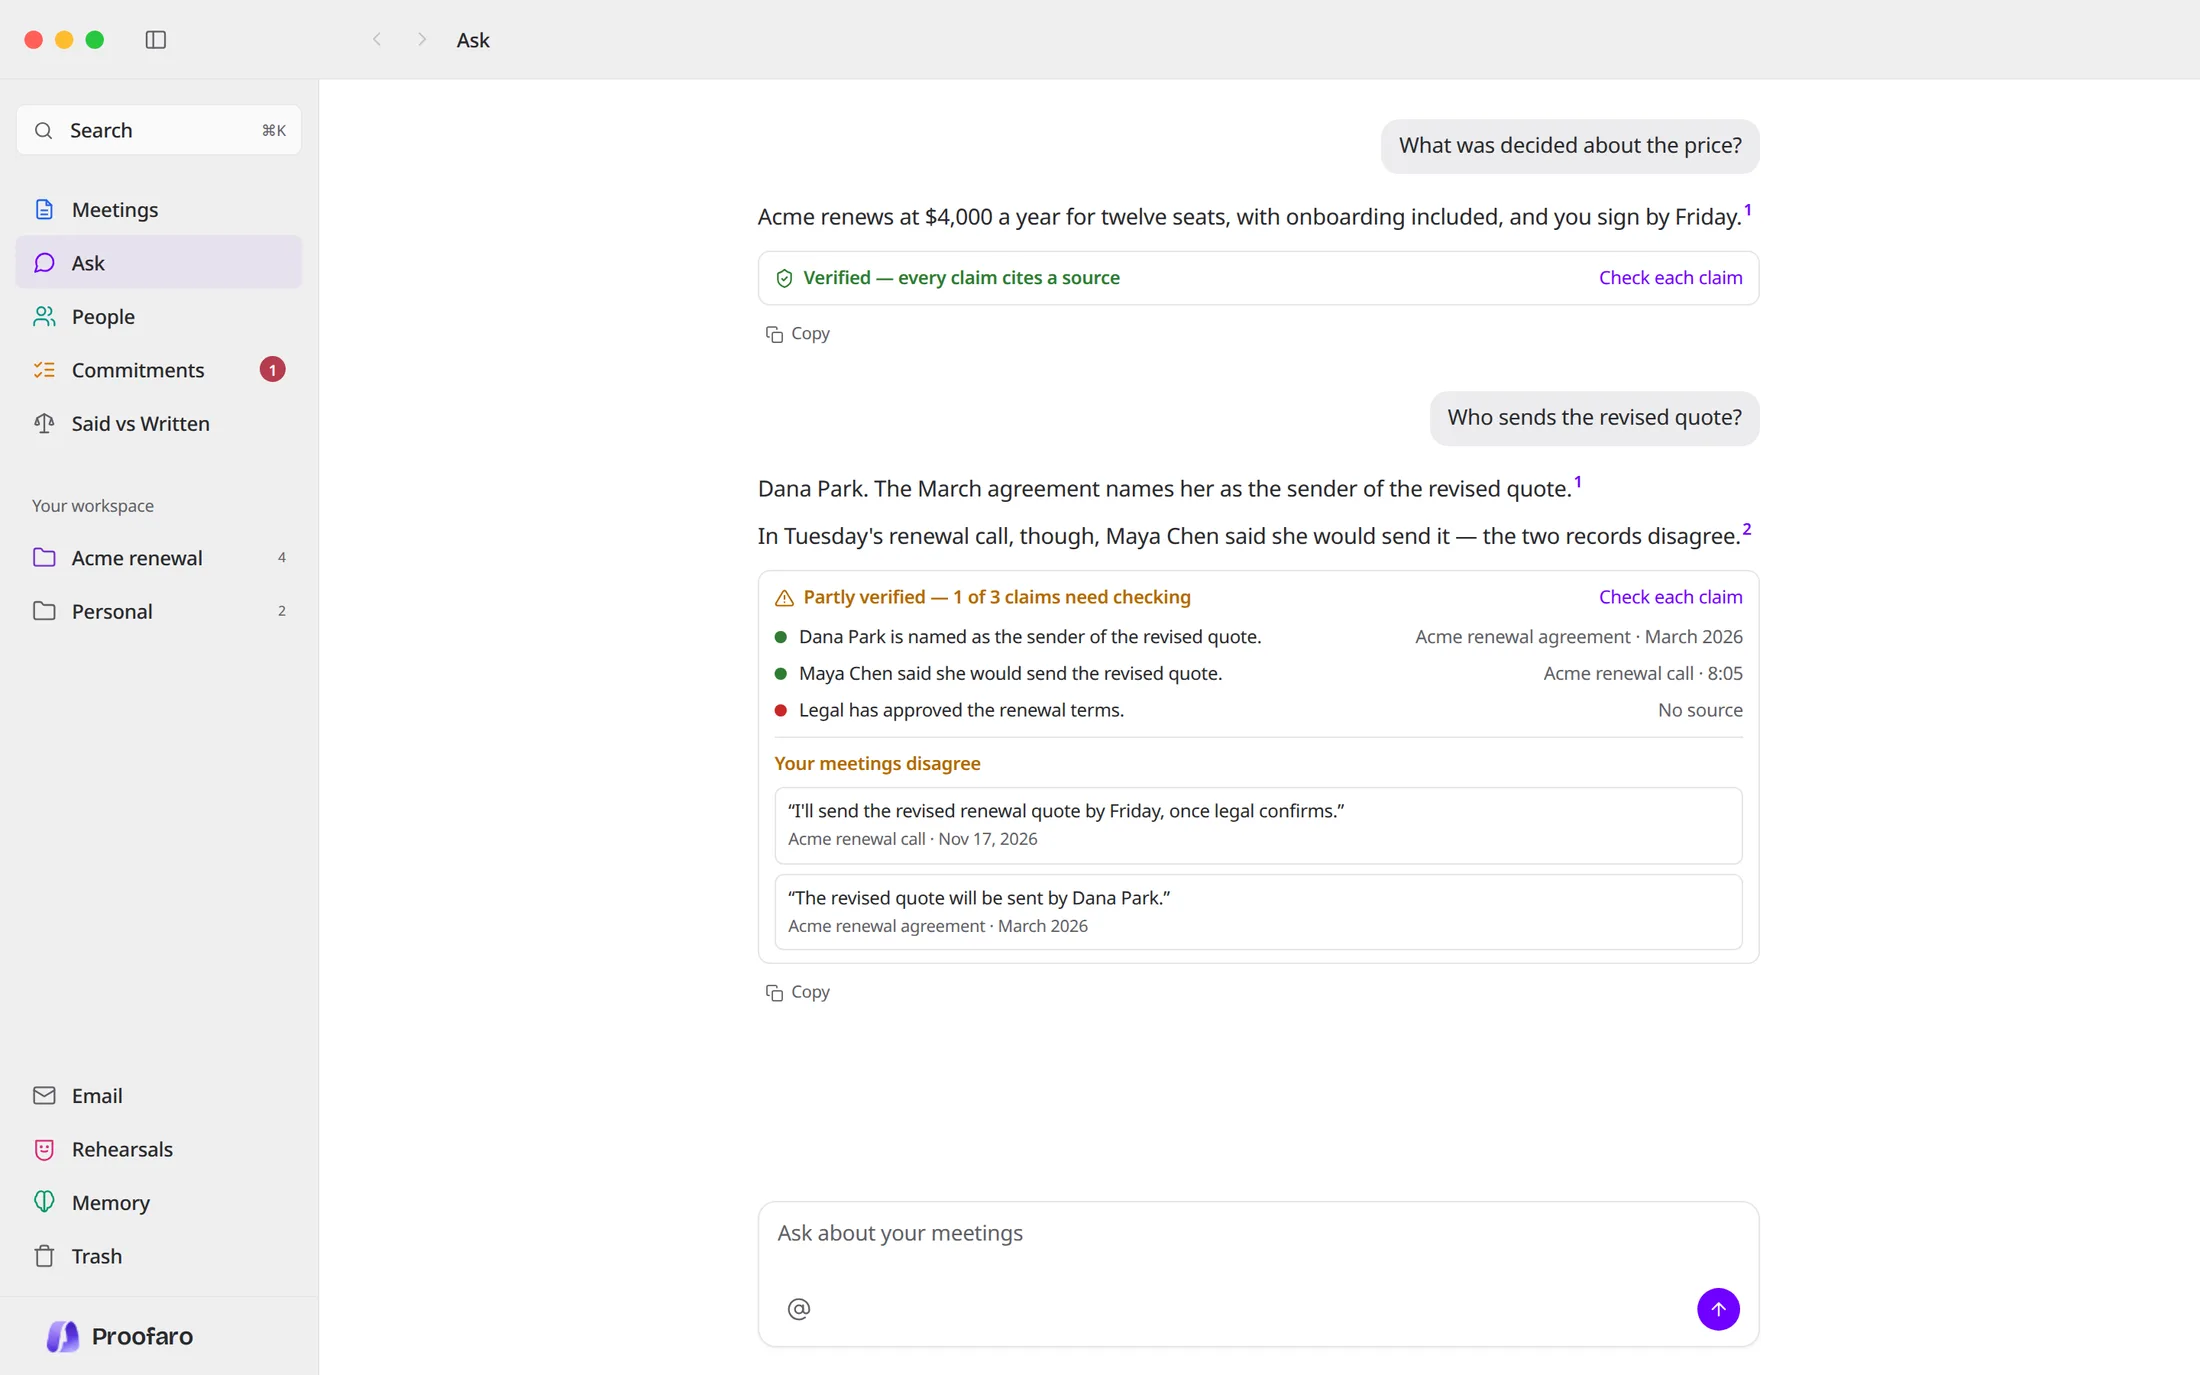 Ask
Search ⌘K
Meetings
Ask
People
Commitments 1
Said vs Written
Your workspace
Acme renewal 4
Personal 2
Email
Rehearsals
Memory
Trash
Proofaro
What was decided about the price?
Acme renews at $4,000 a year for twelve seats, with onboarding included, and you sign by Friday.1
Verified — every claim cites a source Check each claim
Copy
Who sends the revised quote?
Dana Park. The March agreement names her as the sender of the revised quote.1
In Tuesday's renewal call, though, Maya Chen said she would send it — the two records disagree.2
Partly verified — 1 of 3 claims need checking Check each claim
Dana Park is named as the sender of the revised quote. Acme renewal agreement · March 2026
Maya Chen said she would send the revised quote. Acme renewal call · 8:05
Legal has approved the renewal terms. No source
Your meetings disagree
“I'll send the revised renewal quote by Friday, once legal confirms.”
Acme renewal call · Nov 17, 2026
“The revised quote will be sent by Dana Park.”
Acme renewal agreement · March 2026
Copy
Ask about your meetings
@